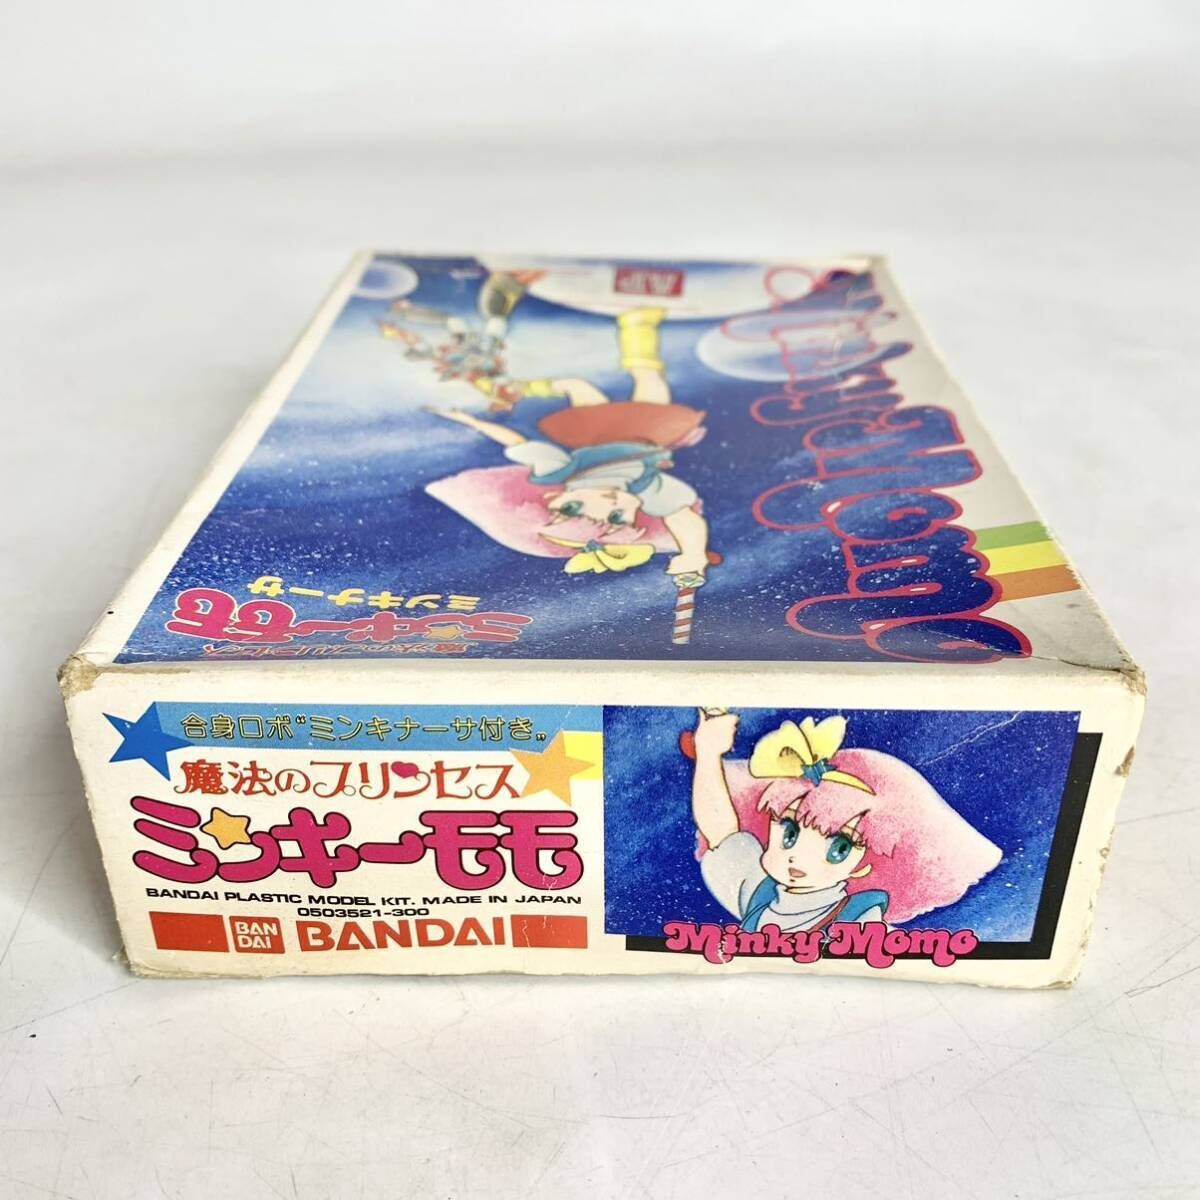 Minky Momo
魔法のプリンセス
ミンキーモモ
ミンキナーサ
合身ロボ“ミンキナーサ付き”
魔法のプリンセス
ミンキーモモ
BANDAI PLASTIC MODEL KIT. MADE IN JAPAN
0503521-300
BAN
DAI
BANDAI
Minky Momo